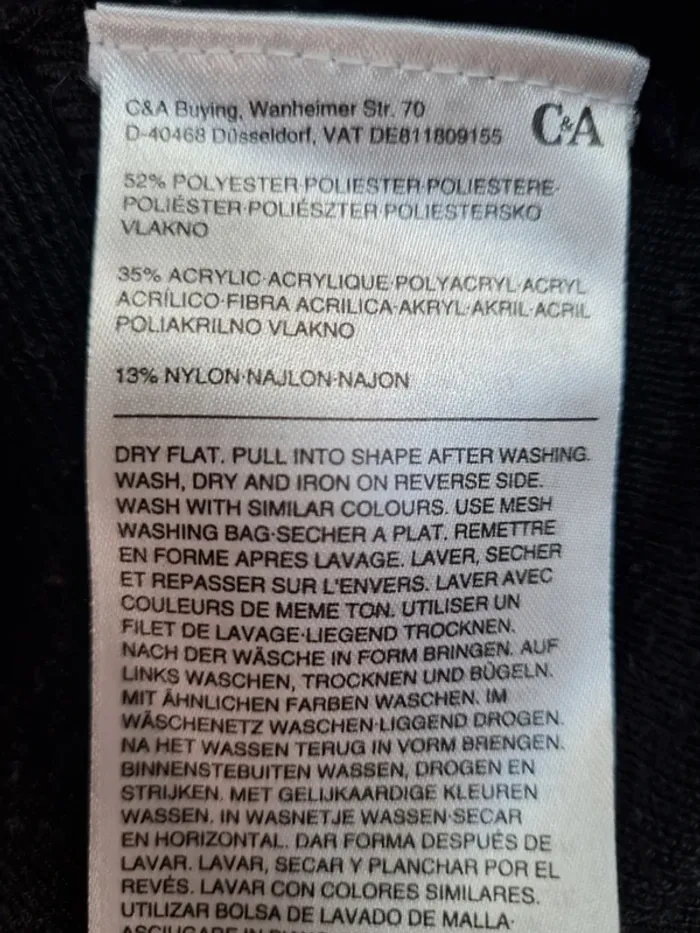 C&A Buying, Wanheimer Str. 70
D-40468 Düsseldorf, VAT DE811809155
C&A
52% POLYESTER·POLIESTER·POLIESTERE·
POLIÉSTER·POLIÉSZTER·POLIESTERSKO
VLAKNO
35% ACRYLIC·ACRYLIQUE·POLYACRYL·ACRYL
ACRÍLICO·FIBRA ACRILICA·AKRYL·AKRIL·ACRIL
POLIAKRILNO VLAKNO
13% NYLON·NAJLON·NAJON
DRY FLAT. PULL INTO SHAPE AFTER WASHING.
WASH, DRY AND IRON ON REVERSE SIDE.
WASH WITH SIMILAR COLOURS. USE MESH
WASHING BAG·SECHER A PLAT. REMETTRE
EN FORME APRES LAVAGE. LAVER, SECHER
ET REPASSER SUR L'ENVERS. LAVER AVEC
COULEURS DE MEME TON. UTILISER UN
FILET DE LAVAGE·LIEGEND TROCKNEN.
NACH DER WÄSCHE IN FORM BRINGEN. AUF
LINKS WASCHEN, TROCKNEN UND BÜGELN.
MIT ÄHNLICHEN FARBEN WASCHEN. IM
WÄSCHENETZ WASCHEN·LIGGEND DROGEN.
NA HET WASSEN TERUG IN VORM BRENGEN.
BINNENSTEBUITEN WASSEN, DROGEN EN
STRIJKEN. MET GELIJKAARDIGE KLEUREN
WASSEN. IN WASNETJE WASSEN·SECAR
EN HORIZONTAL. DAR FORMA DESPUÉS DE
LAVAR. LAVAR, SECAR Y PLANCHAR POR EL
REVÉS. LAVAR CON COLORES SIMILARES.
UTILIZAR BOLSA DE LAVADO DE MALLA·